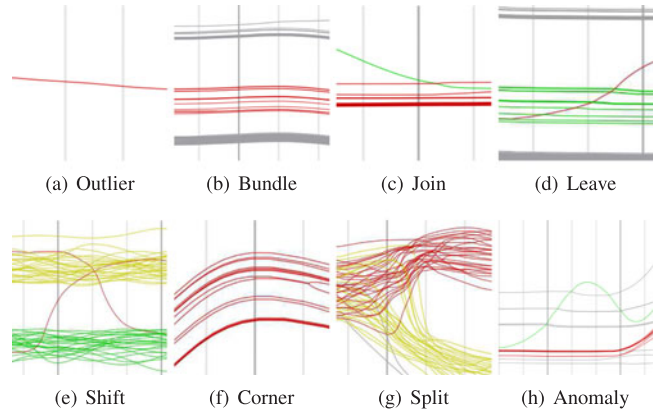 (a) Outlier
(b) Bundle
(c) Join
(d) Leave
(e) Shift
(f) Corner
(g) Split
(h) Anomaly